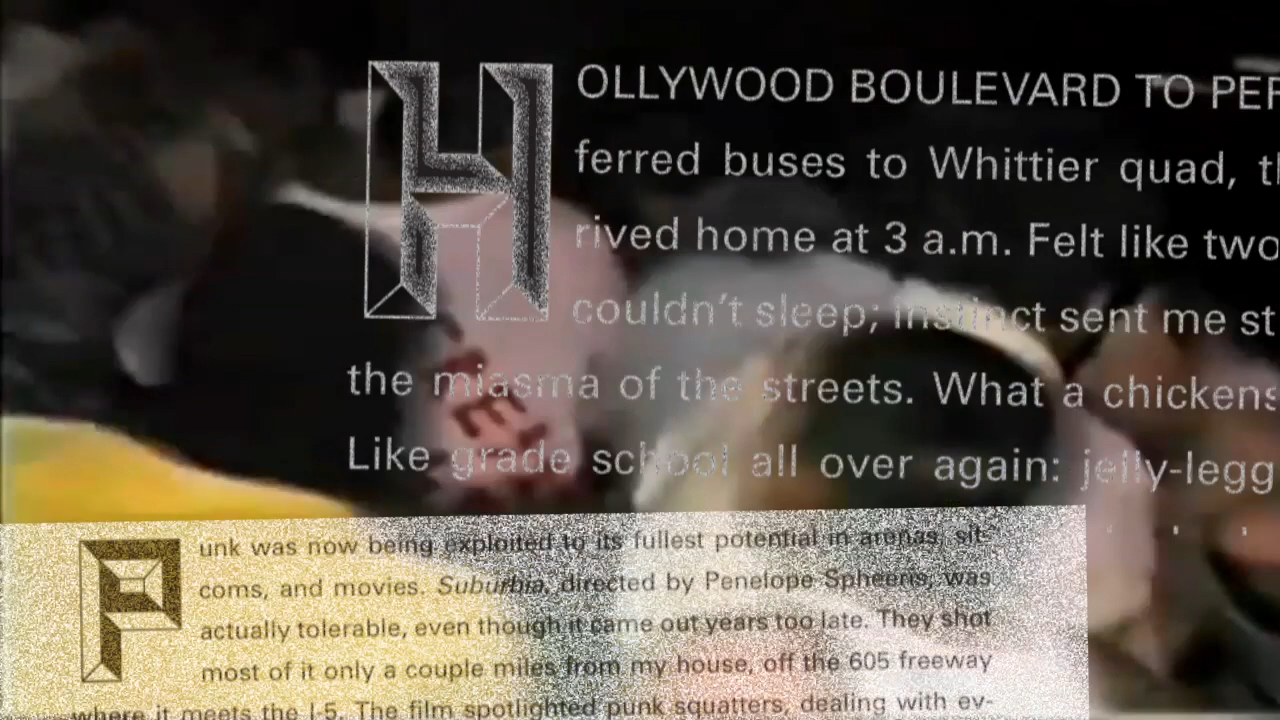 HOLLYWOOD BOULEVARD TO PER
ferred buses to Whittier quad, th
rived home at 3 a.m. Felt like two
couldn't sleep; instinct sent me st
the miasma of the streets. What a chickens
Like grade school all over again: jelly-legg
Punk was now being exploited to its fullest potential in arenas, sit-
coms, and movies. Suburbia, directed by Penelope Spheeris, was
actually tolerable, even though it came out years too late. They shot
most of it only a couple miles from my house, off the 605 freeway
where it meets the I-5. The film spotlighted punk squatters, dealing with ev-